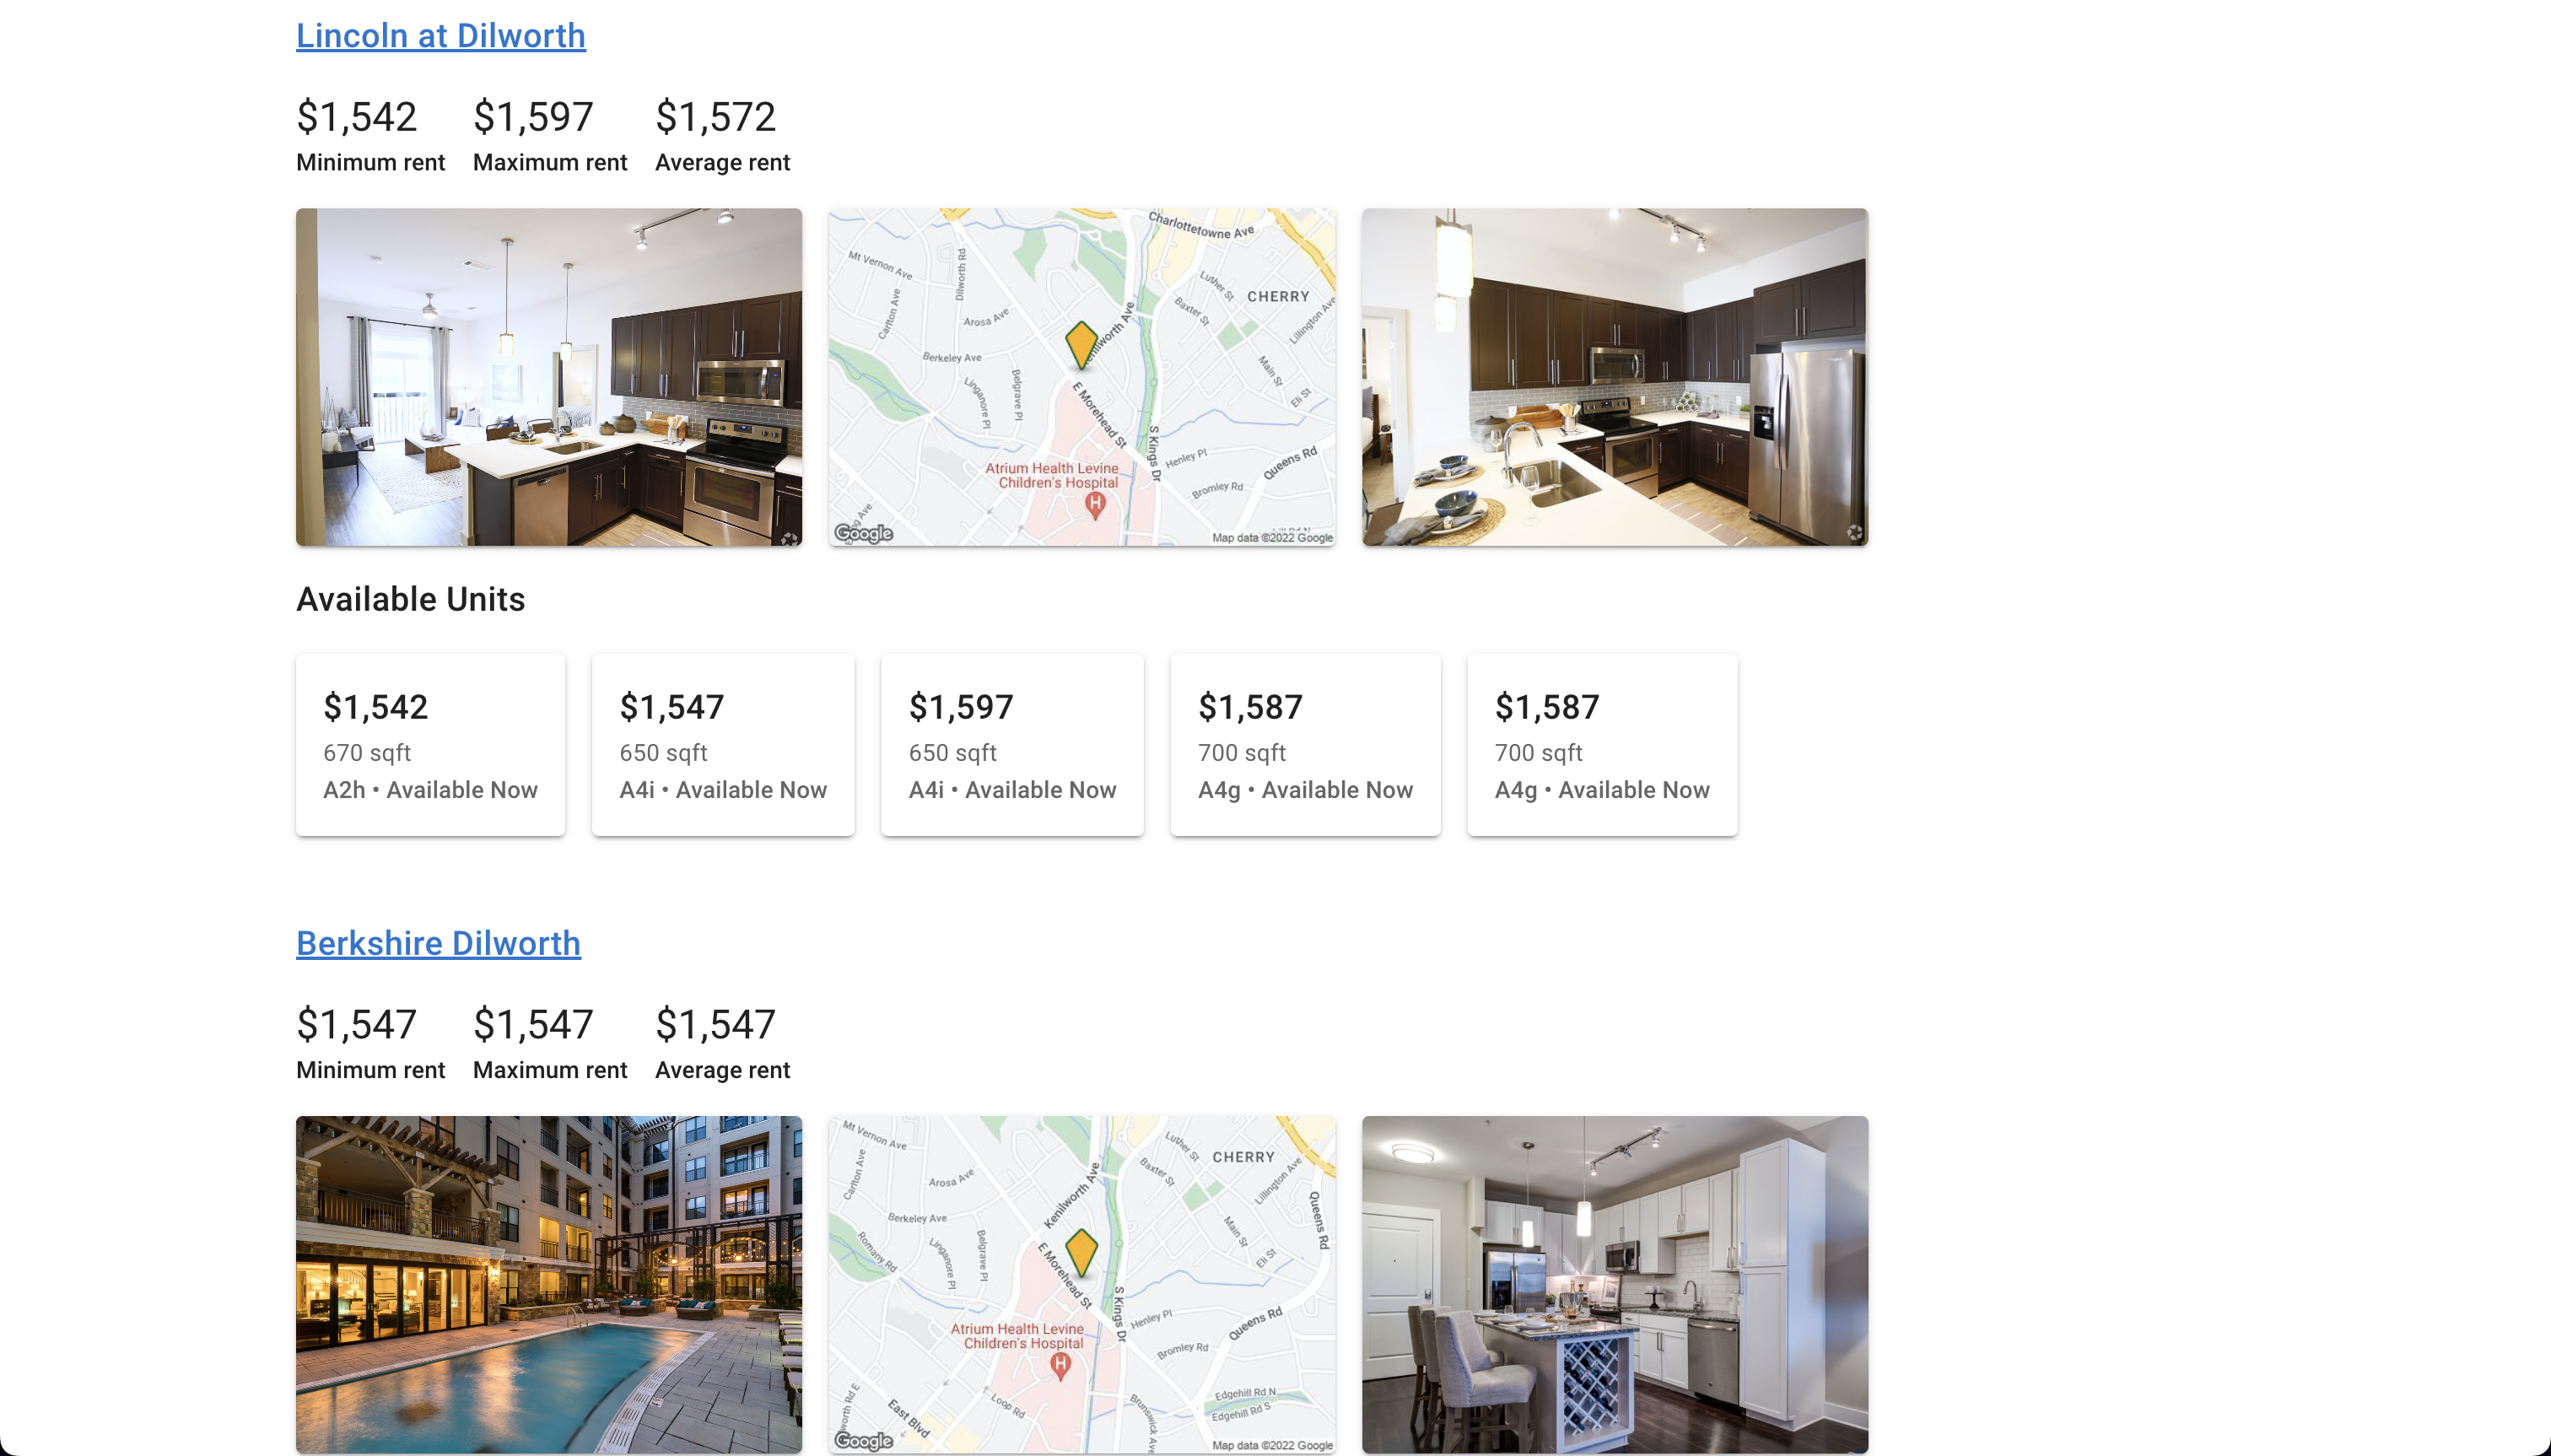 Lincoln at Dilworth
$1,542 $1,597 $1,572
Minimum rent Maximum rent Average rent
Charlottetowne Ave
Mt Vernon Ave
Dilworth Rd
Luther St
CHERRY
Carlton Ave
Baxter St
Lillington Ave
Arosa Ave
Kenilworth Ave
Berkeley Ave
Main St
Linganore Pl
Belgrave Pl
Eli St
E Morehead St
S Kings Dr
Henley Pl
Queens Rd
Atrium Health Levine
Children's Hospital
H
Bromley Rd
Google
Map data ©2022 Google
Available Units
$1,542
670 sqft
A2h • Available Now
$1,547
650 sqft
A4i • Available Now
$1,597
650 sqft
A4i • Available Now
$1,587
700 sqft
A4g • Available Now
$1,587
700 sqft
A4g • Available Now
Berkshire Dilworth
$1,547 $1,547 $1,547
Minimum rent Maximum rent Average rent
Mt Vernon Ave
Luther St
CHERRY
Carlton Ave
Baxter St
Lillington Ave
Arosa Ave
Kenilworth Ave
Queens Rd
Berkeley Ave
Main St
Romany Rd
Linganore Pl
Belgrave Pl
Eli St
E Morehead St
S Kings Dr
Henley Pl
Queens Rd
Atrium Health Levine
Children's Hospital
H
Bromley Rd
Edgehill Rd N
Edgehill Rd S
Loop Rd
East Blvd
Brunswick Ave
Google
Map data ©2022 Google